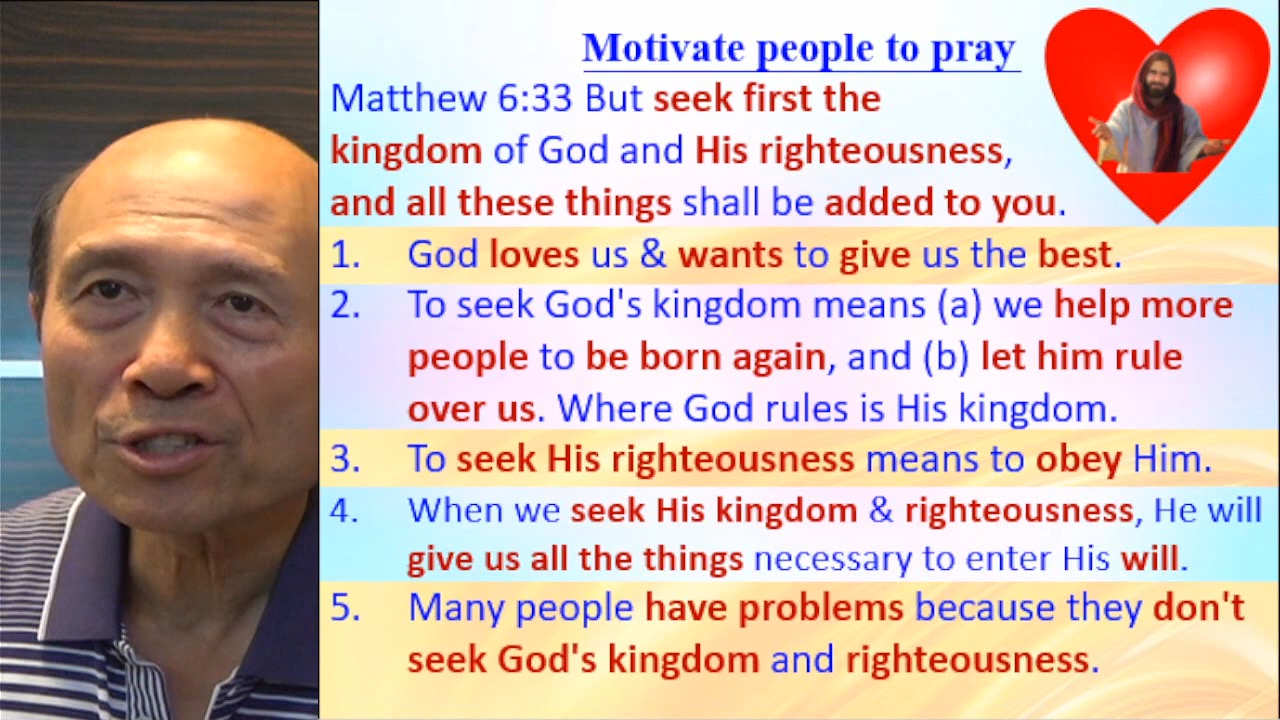 Motivate people to pray
Matthew 6:33 But seek first the
kingdom of God and His righteousness,
and all these things shall be added to you.
1. God loves us & wants to give us the best.
2. To seek God's kingdom means (a) we help more
people to be born again, and (b) let him rule
over us. Where God rules is His kingdom.
3. To seek His righteousness means to obey Him.
4. When we seek His kingdom & righteousness, He will
give us all the things necessary to enter His will.
5. Many people have problems because they don't
seek God's kingdom and righteousness.